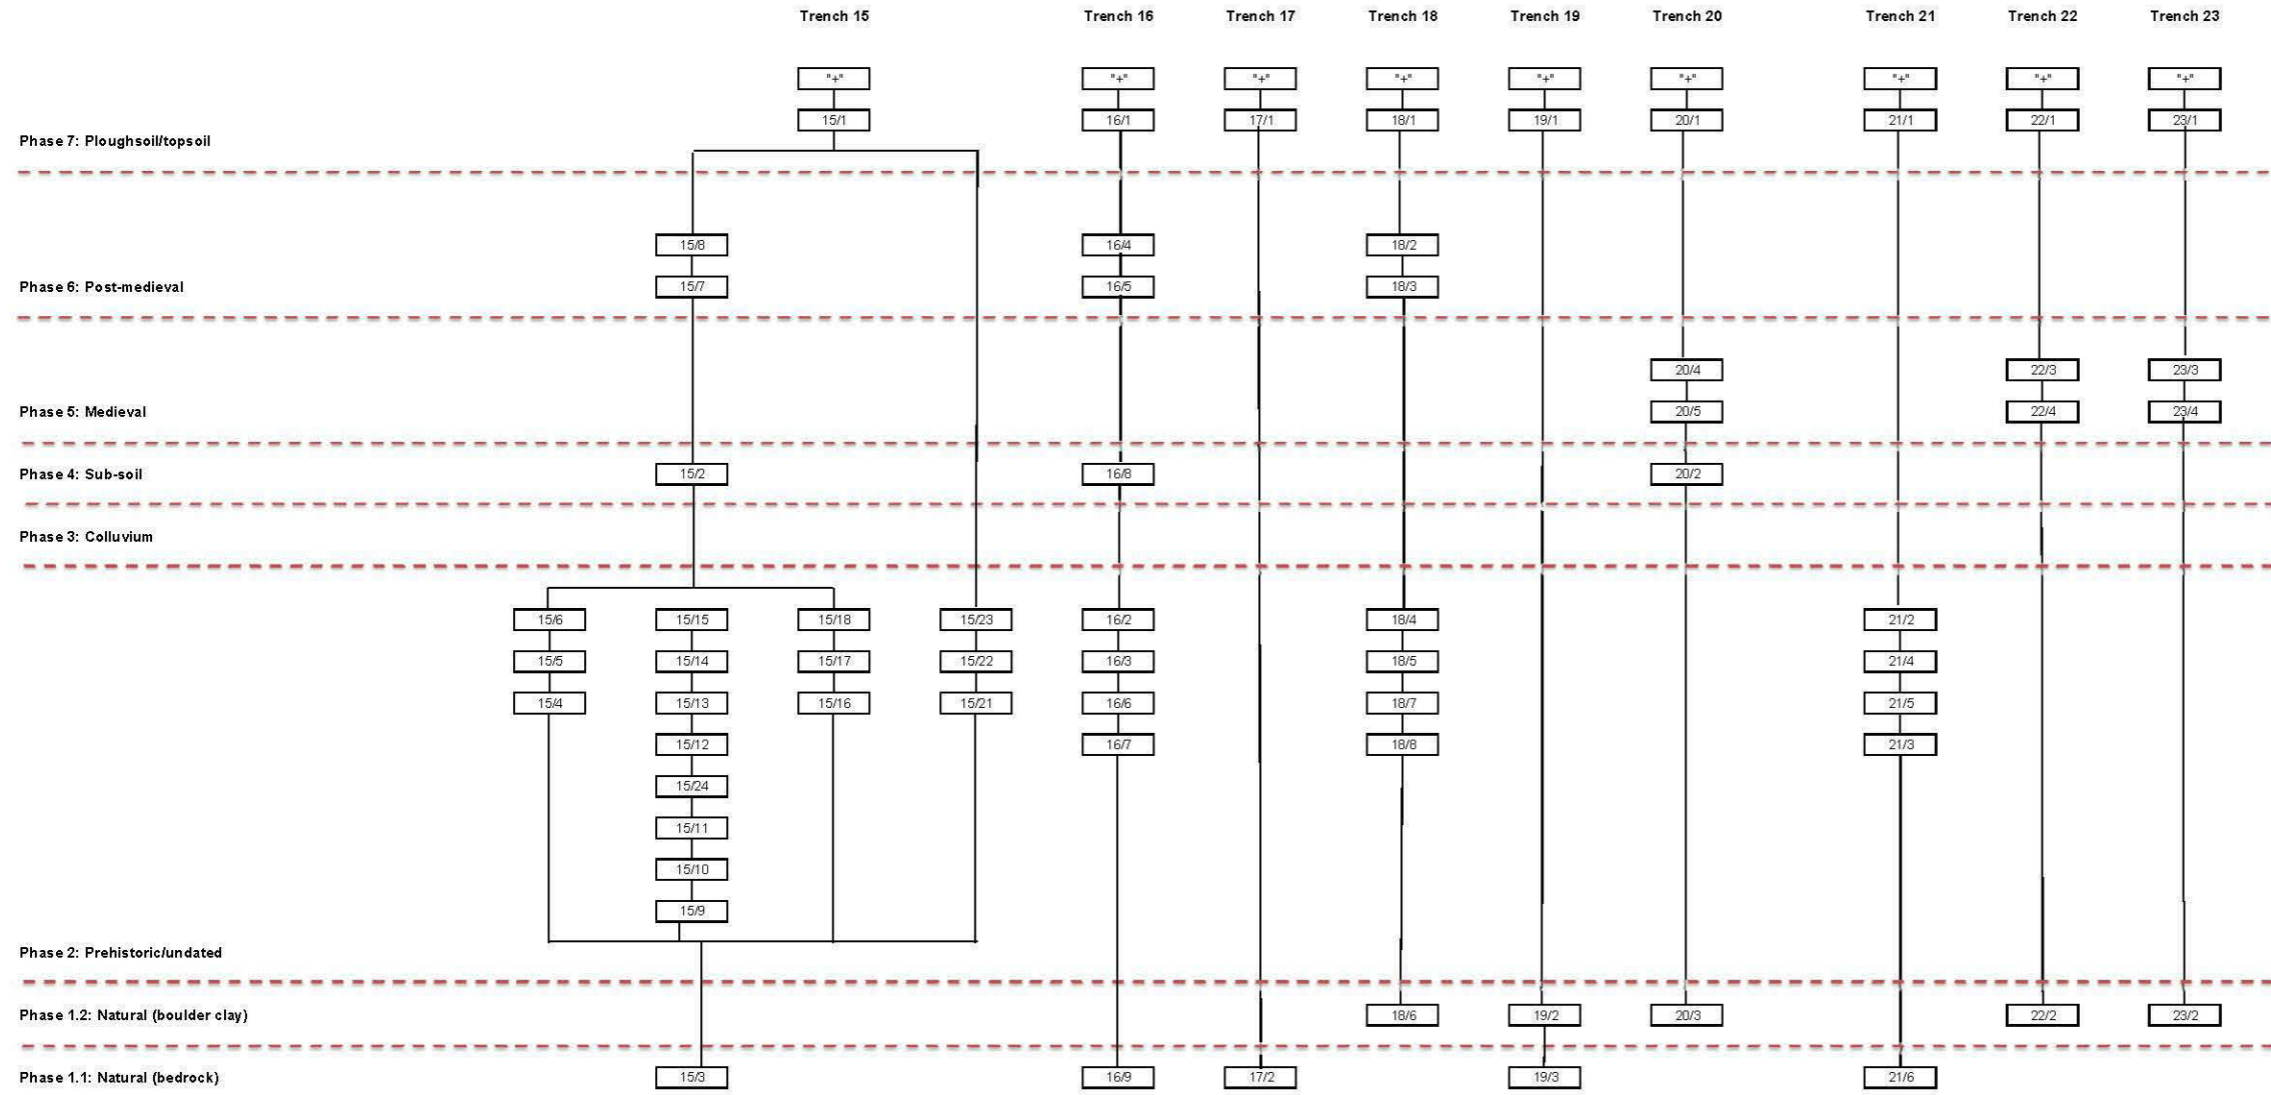 Trench 15 Trench 16 Trench 17 Trench 18 Trench 19 Trench 20 Trench 21 Trench 22 Trench 23
"+" "+" "+" "+" "+" "+" "+" "+" "+"
15/1 16/1 17/1 18/1 19/1 20/1 21/1 22/1 23/1
Phase 7: Ploughsoil/topsoil
15/8 16/4 18/2
Phase 6: Post-medieval 15/7 16/5 18/3
20/4 22/3 23/3
Phase 5: Medieval 20/5 22/4 23/4
Phase 4: Sub-soil 15/2 16/8 20/2
Phase 3: Colluvium
15/6 15/15 15/18 15/23 16/2 18/4 21/2
15/5 15/14 15/17 15/22 16/3 18/5 21/4
15/4 15/13 15/16 15/21 16/6 18/7 21/5
15/12 16/7 18/8 21/3
15/24
15/11
15/10
15/9
Phase 2: Prehistoric/undated
Phase 1.2: Natural (boulder clay) 18/6 19/2 20/3 22/2 23/2
Phase 1.1: Natural (bedrock) 15/3 16/9 17/2 19/3 21/6